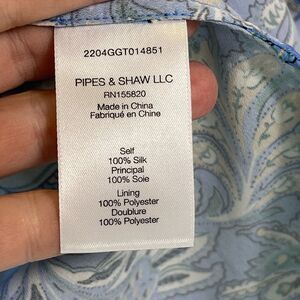 2204GGT014851
PIPES & SHAW LLC
RN155820
Made in China
Fabriqué en Chine
Self
100% Silk
Principal
100% Soie
Lining
100% Polyester
Doublure
100% Polyester